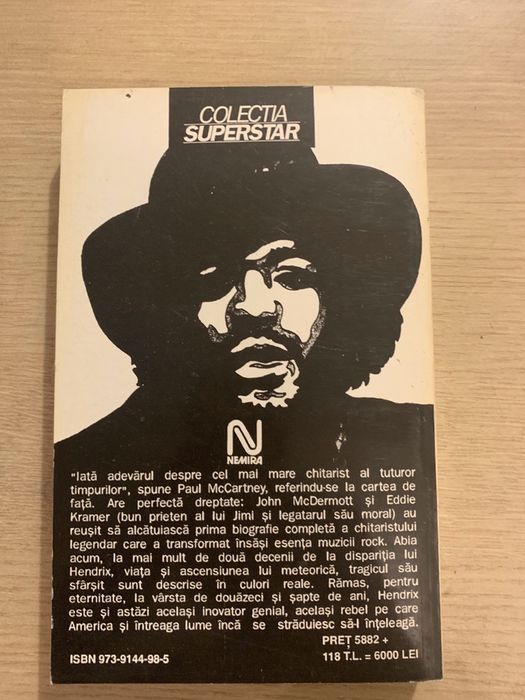 COLECTIA
SUPERSTAR
NEMIRA
"Iată adevărul despre cel mai mare chitarist al tuturor
timpurilor", spune Paul McCartney, referindu-se la cartea de
față. Are perfectă dreptate: John McDermott și Eddie
Kramer (bun prieten al lui Jimi și legatarul său moral) au
reușit să alcătuiască prima biografie completă a chitaristului
legendar care a transformat însăși esența muzicii rock. Abia
acum, la mai mult de două decenii de la dispariția lui
Hendrix, viața și ascensiunea lui meteorică, tragicul său
sfârșit sunt descrise în culori reale. Rămas, pentru
eternitate, la vârsta de douăzeci și șapte de ani, Hendrix
este și astăzi același inovator genial, același rebel pe care
America și întreaga lume încă se străduiesc să-l înțeleagă.
PREȚ 5882 +
ISBN 973-9144-98-5 118 T.L. = 6000 LEI